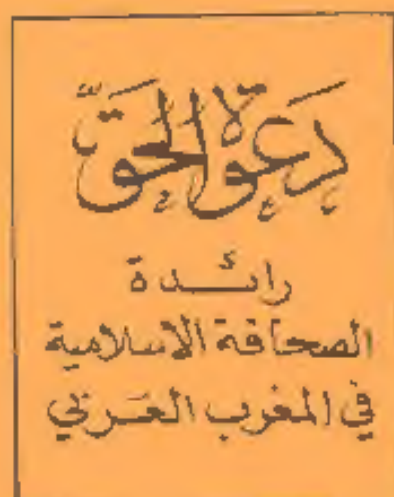 دعوة الحق
رائدة
الصحافة الإسلامية
في المغرب العربي